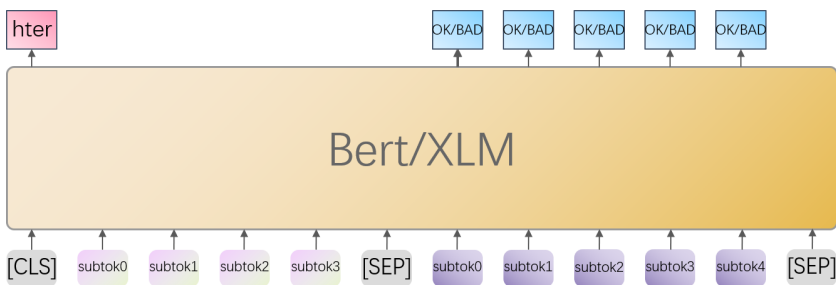 hter OK/BAD OK/BAD OK/BAD OK/BAD OK/BAD
Bert/XLM
[CLS] subtok0 subtok1 subtok2 subtok3 [SEP] subtok0 subtok1 subtok2 subtok3 subtok4 [SEP]